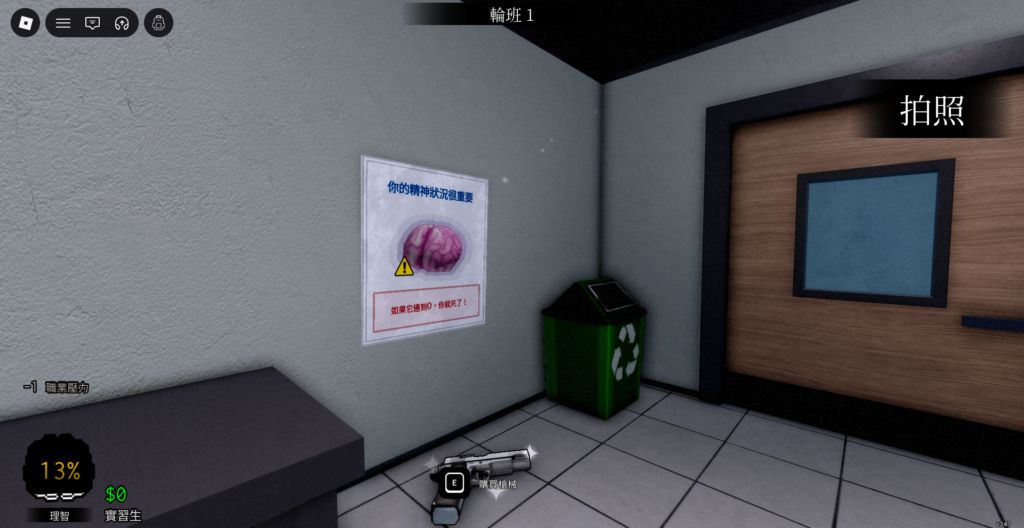 輪班 1
拍照
你的精神狀況很重要
如果它達到0，你就死了！
-1 職業壓力
13%
$0
理智
實習生
E
購買槍械